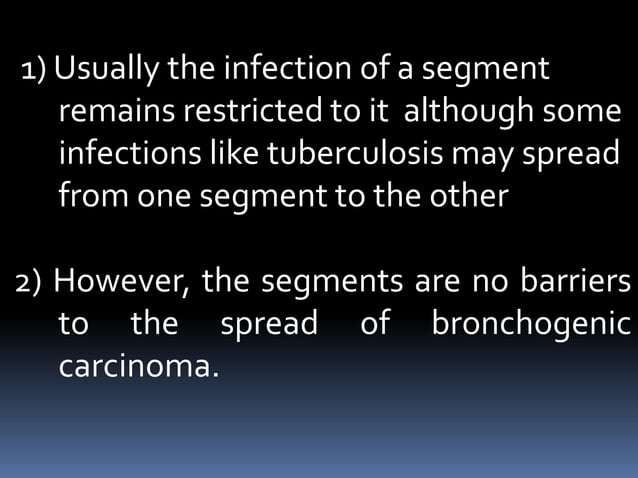 1) Usually the infection of a segment
remains restricted to it although some
infections like tuberculosis may spread
from one segment to the other
2) However, the segments are no barriers
to the spread of bronchogenic
carcinoma.